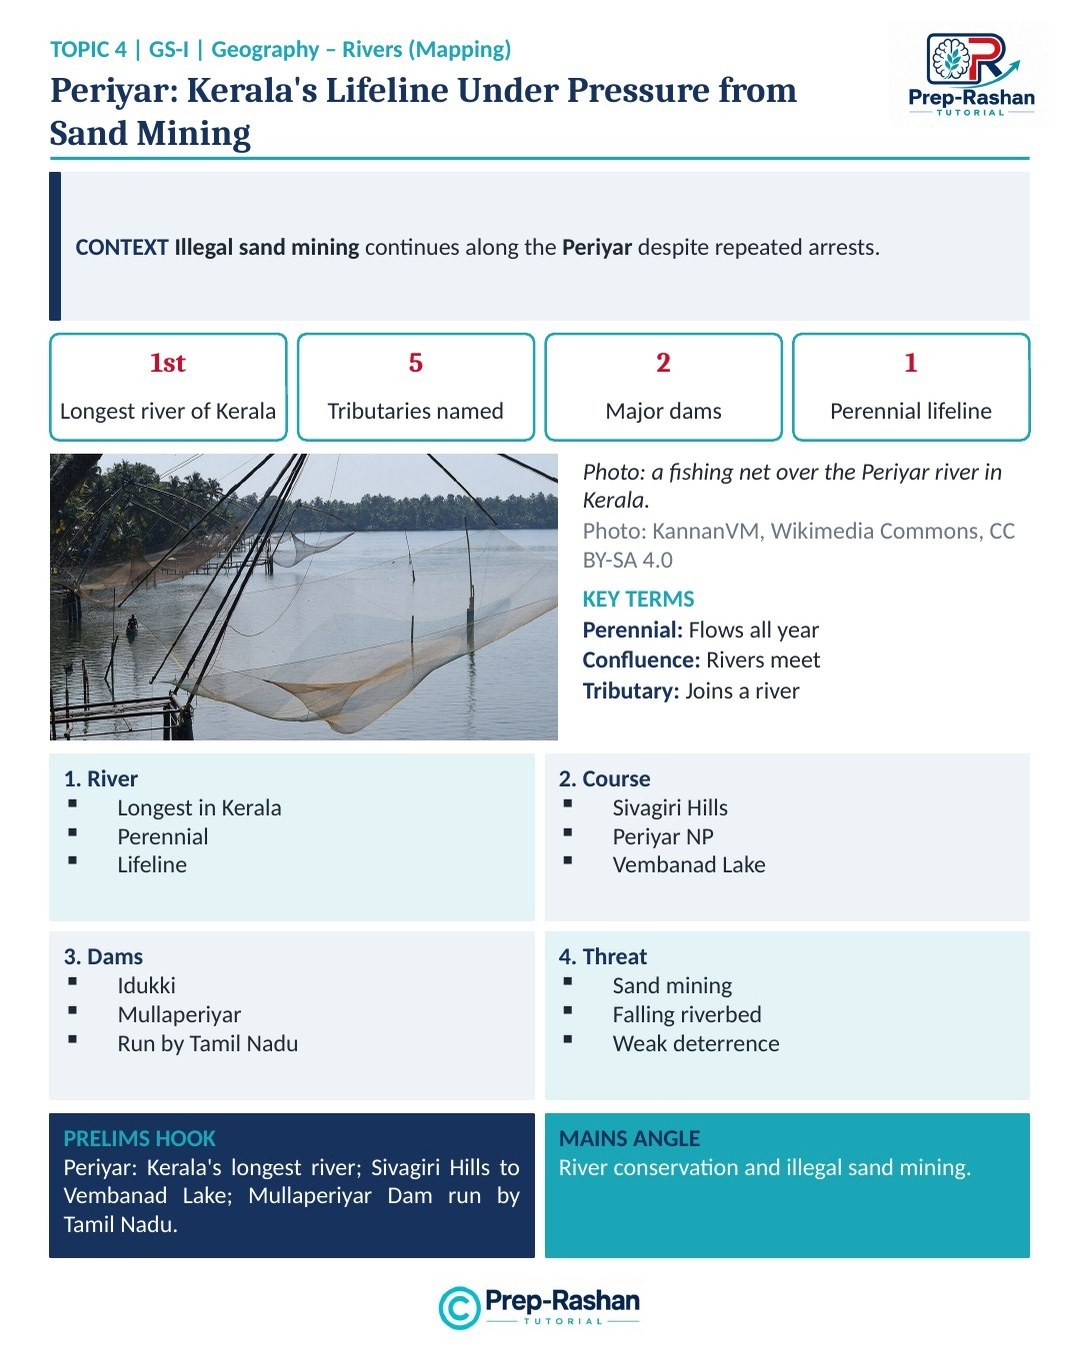 TOPIC 4 | GS-I | Geography – Rivers (Mapping)
Periyar: Kerala's Lifeline Under Pressure from
Sand Mining
Prep-Rashan
TUTORIAL
CONTEXT Illegal sand mining continues along the Periyar despite repeated arrests.
1st
Longest river of Kerala
5
Tributaries named
2
Major dams
1
Perennial lifeline
Photo: a fishing net over the Periyar river in
Kerala.
Photo: KannanVM, Wikimedia Commons, CC
BY-SA 4.0
KEY TERMS
Perennial: Flows all year
Confluence: Rivers meet
Tributary: Joins a river
1. River
▪ Longest in Kerala
▪ Perennial
▪ Lifeline
2. Course
▪ Sivagiri Hills
▪ Periyar NP
▪ Vembanad Lake
3. Dams
▪ Idukki
▪ Mullaperiyar
▪ Run by Tamil Nadu
4. Threat
▪ Sand mining
▪ Falling riverbed
▪ Weak deterrence
PRELIMS HOOK
Periyar: Kerala's longest river; Sivagiri Hills to
Vembanad Lake; Mullaperiyar Dam run by
Tamil Nadu.
MAINS ANGLE
River conservation and illegal sand mining.
© Prep-Rashan
TUTORIAL